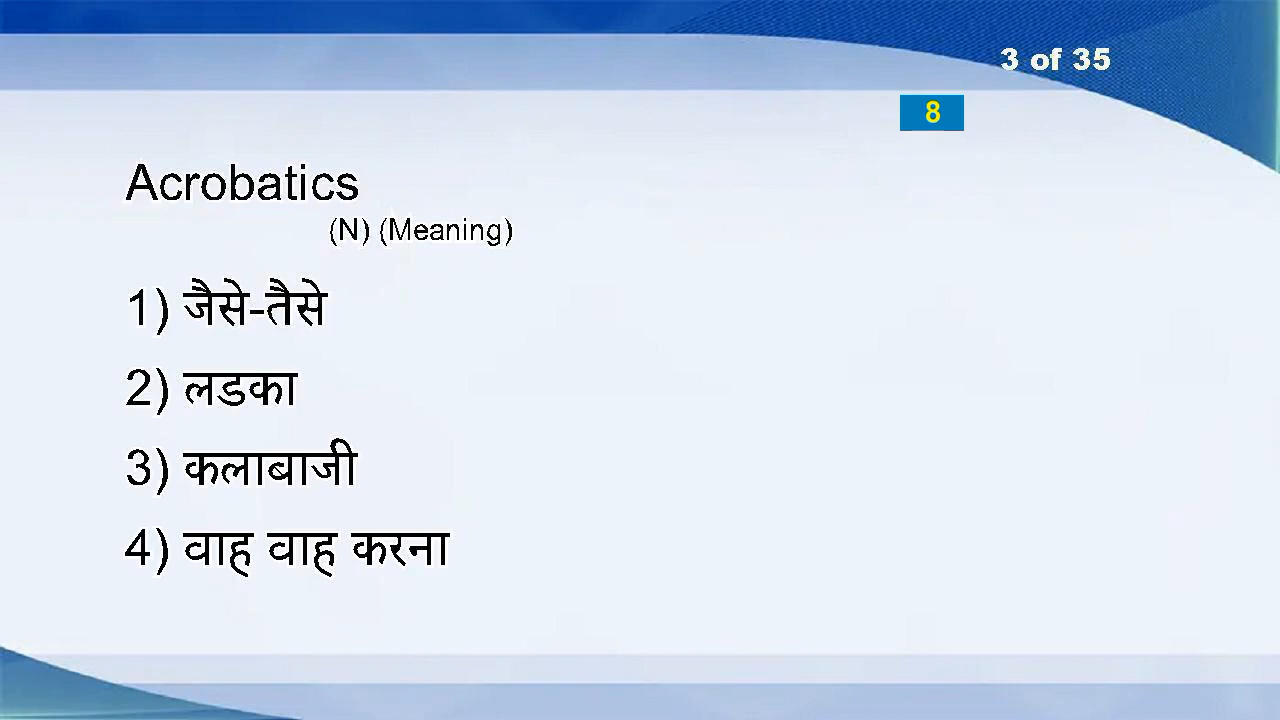 3 of 35
8
Acrobatics
(N) (Meaning)
1) जैसे-तैसे
2) लडका
3) कलाबाजी
4) वाह वाह करना